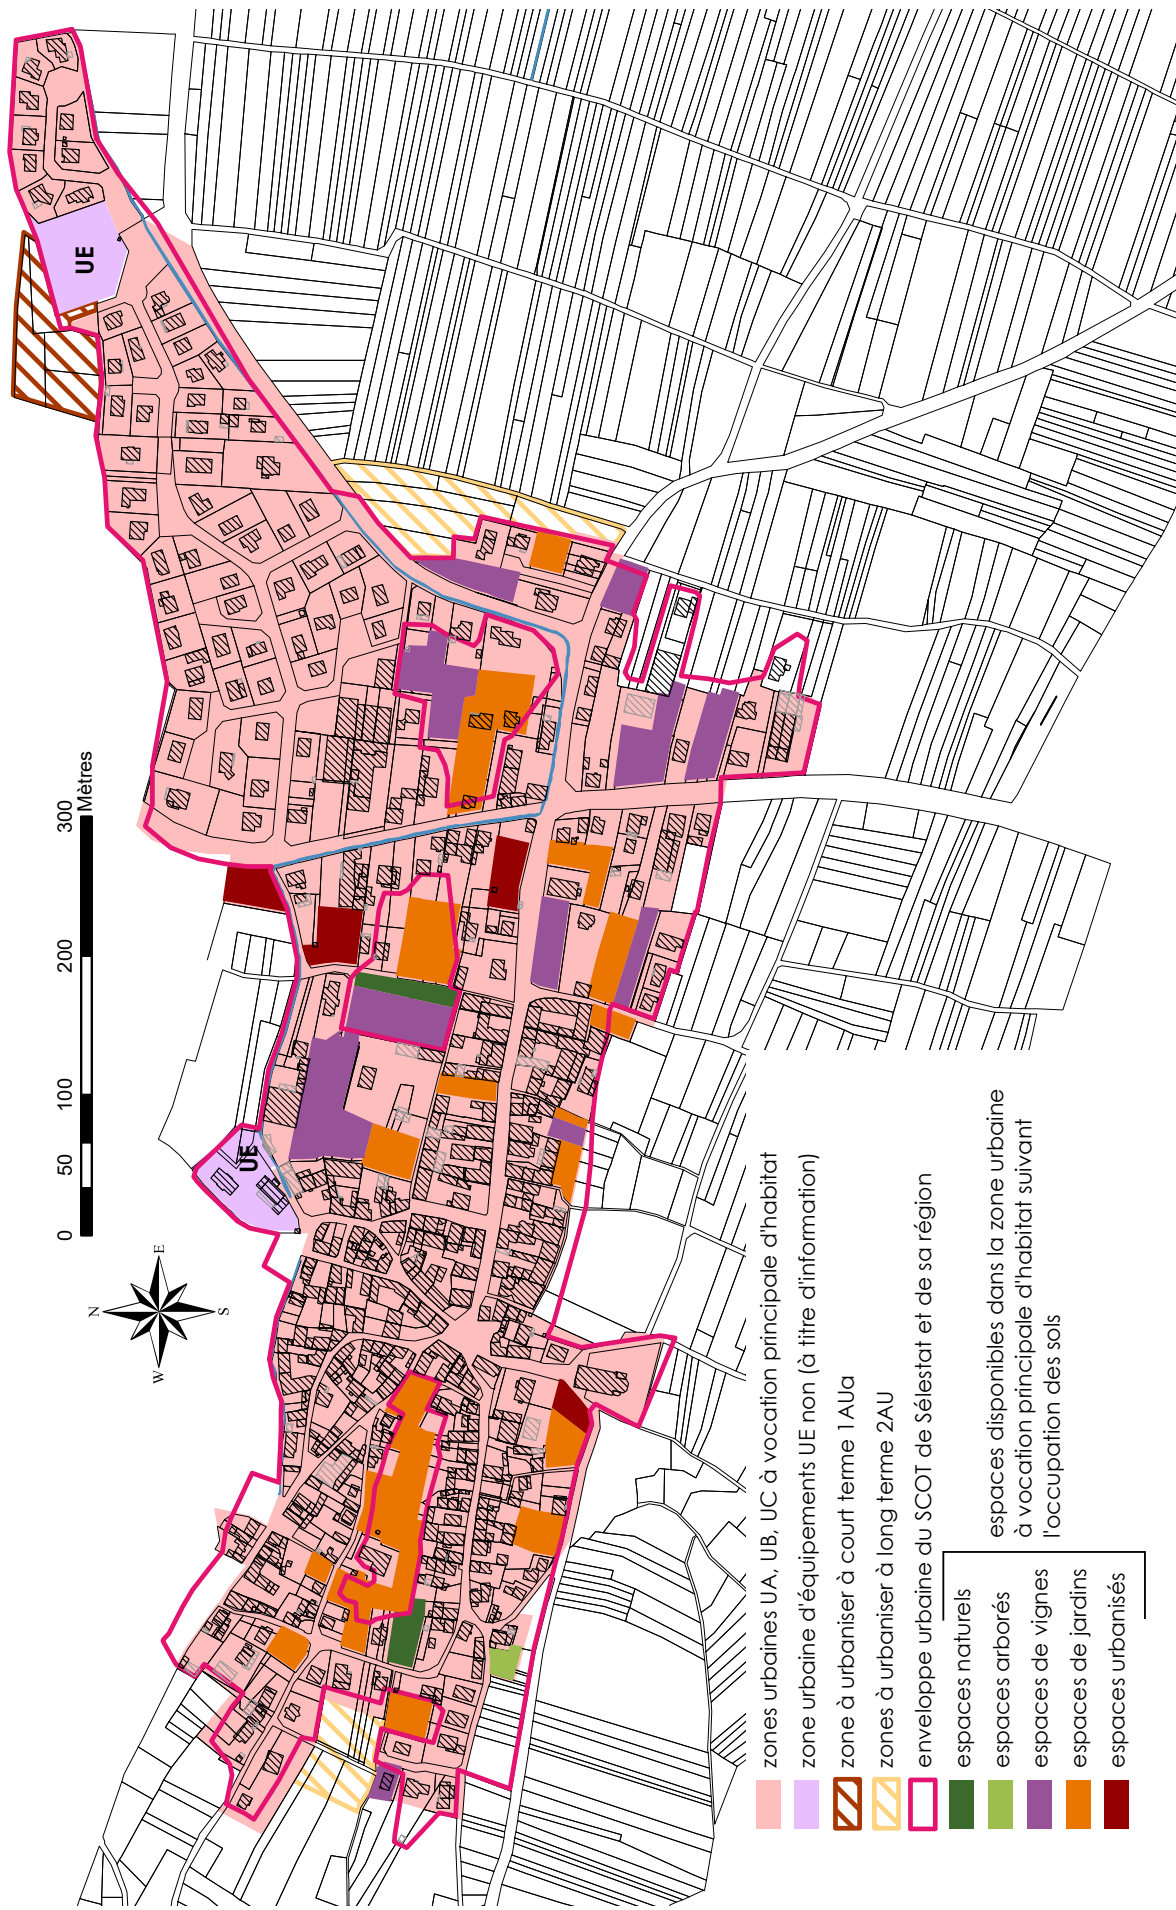 UE
UE
0 50 100 200 300
Mètres
N
W E
S
zones urbaines UA, UB, UC à vocation principale d'habitat
zone urbaine d'équipements UE non (à titre d'information)
zone à urbaniser à court terme 1AUa
zones à urbaniser à long terme 2AU
enveloppe urbaine du SCOT de Sélestat et de sa région
espaces naturels
espaces arborés
espaces de vignes
espaces de jardins
espaces urbanisés
espaces disponibles dans la zone urbaine
à vocation principale d'habitat suivant
l'occupation des sols